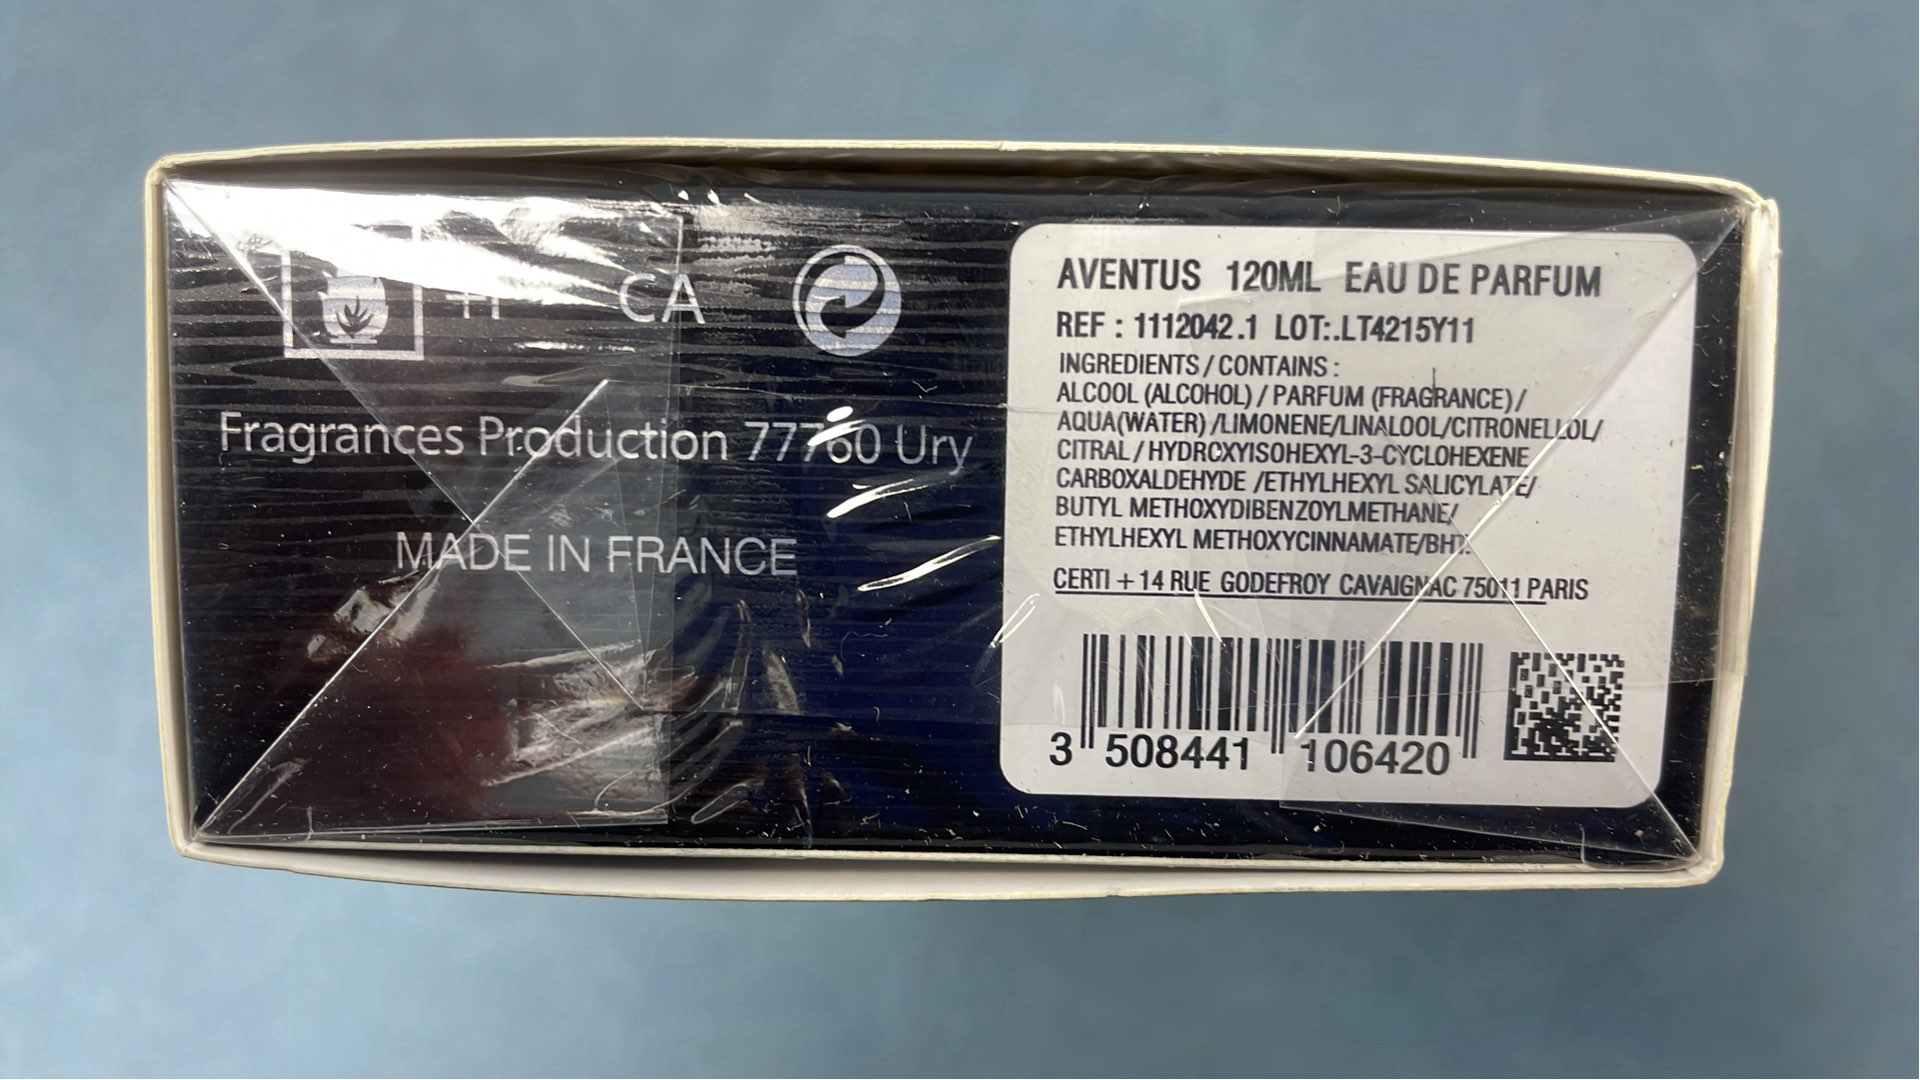 CA
Fragrances Production 77760 Ury
MADE IN FRANCE
AVENTUS 120ML EAU DE PARFUM
REF : 1112042.1 LOT:.LT4215Y11
INGREDIENTS / CONTAINS :
ALCOOL (ALCOHOL) / PARFUM (FRAGRANCE) /
AQUA(WATER) /LIMONENE/LINALOOL/CITRONELLOL/
CITRAL / HYDROXYISOHEXYL-3-CYCLOHEXENE
CARBOXALDEHYDE /ETHYLHEXYL SALICYLATE/
BUTYL METHOXYDIBENZOYLMETHANE/
ETHYLHEXYL METHOXYCINNAMATE/BHT.
CERTI + 14 RUE GODEFROY CAVAIGNAC 75011 PARIS
3 508441 106420